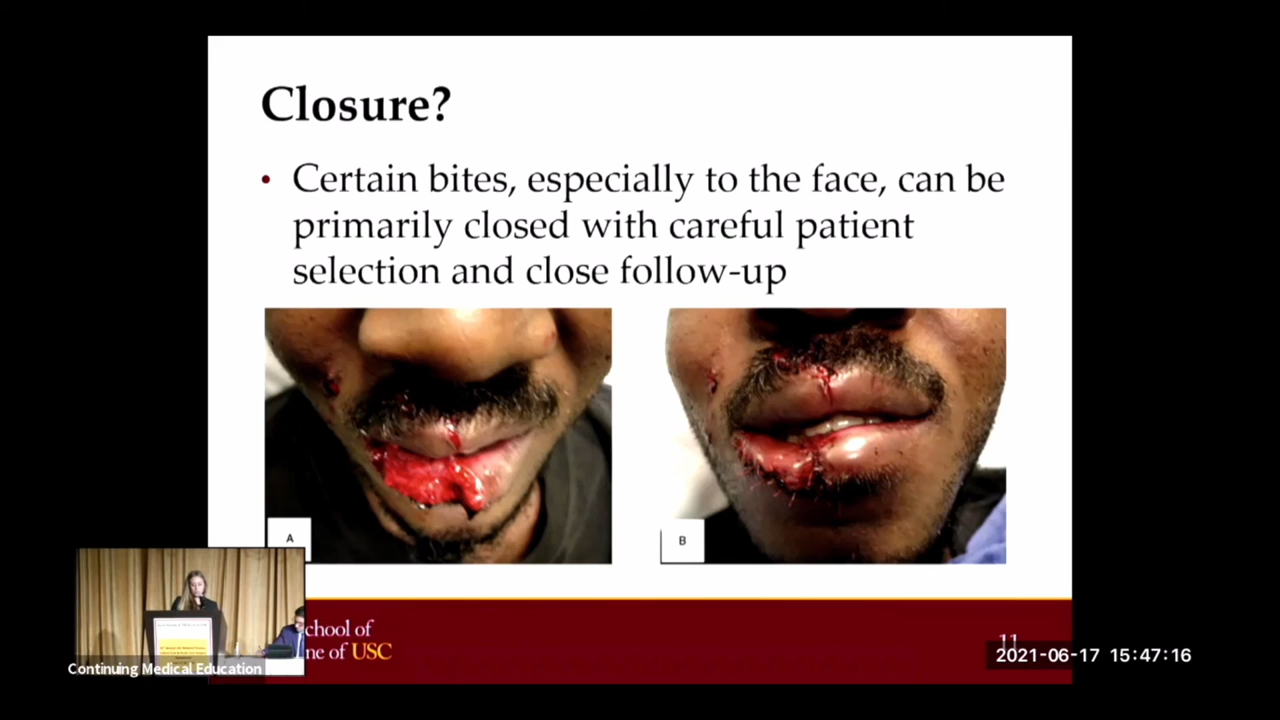 Closure?
• Certain bites, especially to the face, can be
primarily closed with careful patient
selection and close follow-up
A
B
chool of
ne of USC
11
Continuing Medical Education
2021-06-17 15:47:16